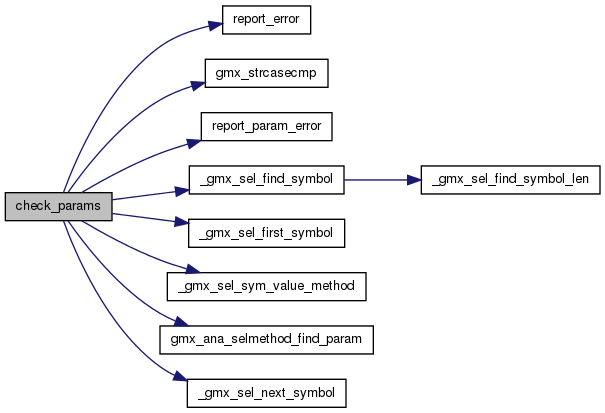 report_error
gmx_strcasecmp
report_param_error
_gmx_sel_find_symbol
_gmx_sel_find_symbol_len
check_params
_gmx_sel_first_symbol
_gmx_sel_sym_value_method
gmx_ana_selmethod_find_param
_gmx_sel_next_symbol